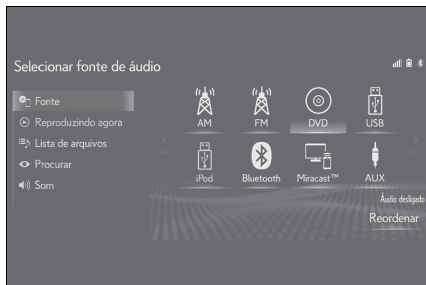 Selecionar fonte de áudio
Fonte
Reproduzindo agora
Lista de arquivos
Procurar
Som
AM
FM
DVD
USB
iPod
Bluetooth
Miracast™
AUX
Áudio desligado
Reordenar